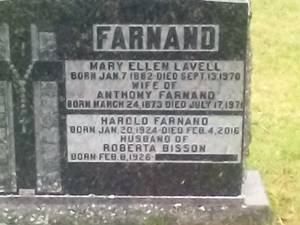 FARNAND
MARY ELLEN LAVELL
BORN JAN. 7 1882-DIED SEPT. 13, 1970
WIFE OF
ANTHONY FARNAND
BORN MARCH 24, 1873 DIED JULY 17, 197
HAROLD FARNAND
BORN JAN. 20, 1924-DIED FEB. 4, 2016
HUSBAND OF
ROBERTA BISSON
BORN FEB. 8, 1926-